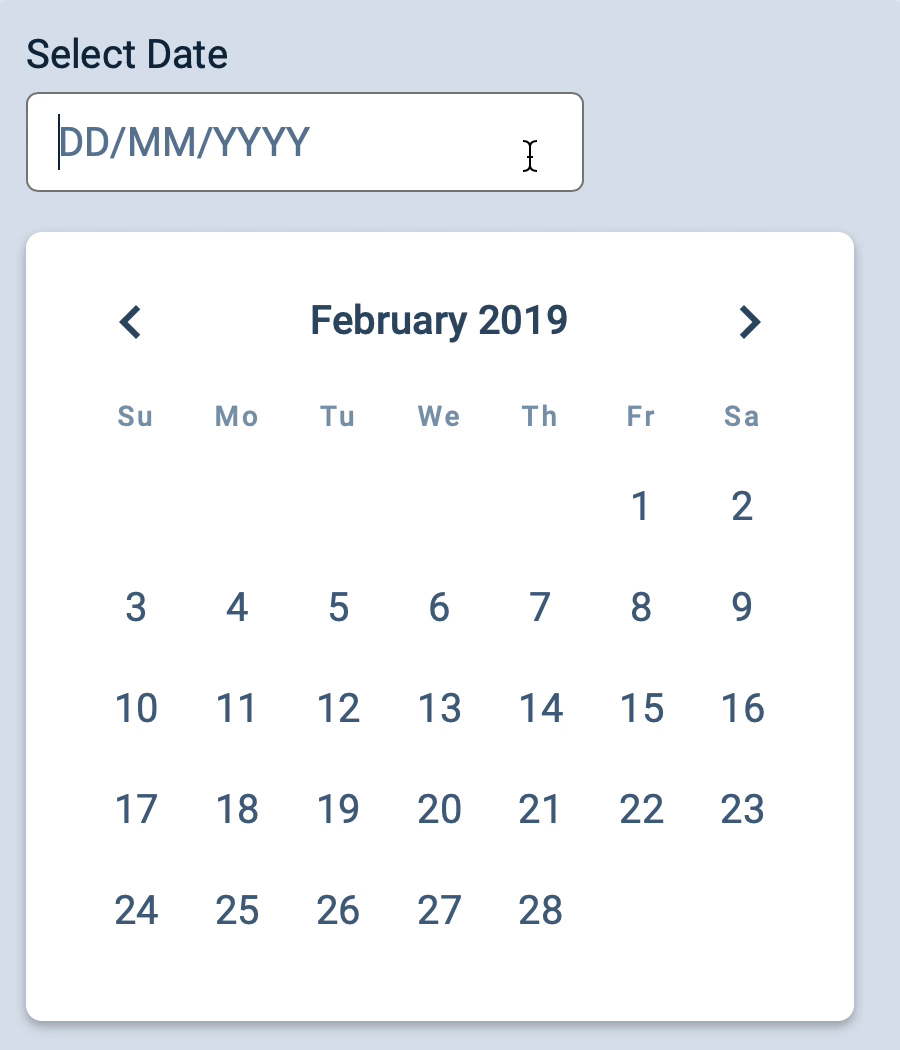 Select Date
DD/MM/YYYY
February 2019
Su Mo Tu We Th Fr Sa
1 2
3 4 5 6 7 8 9
10 11 12 13 14 15 16
17 18 19 20 21 22 23
24 25 26 27 28